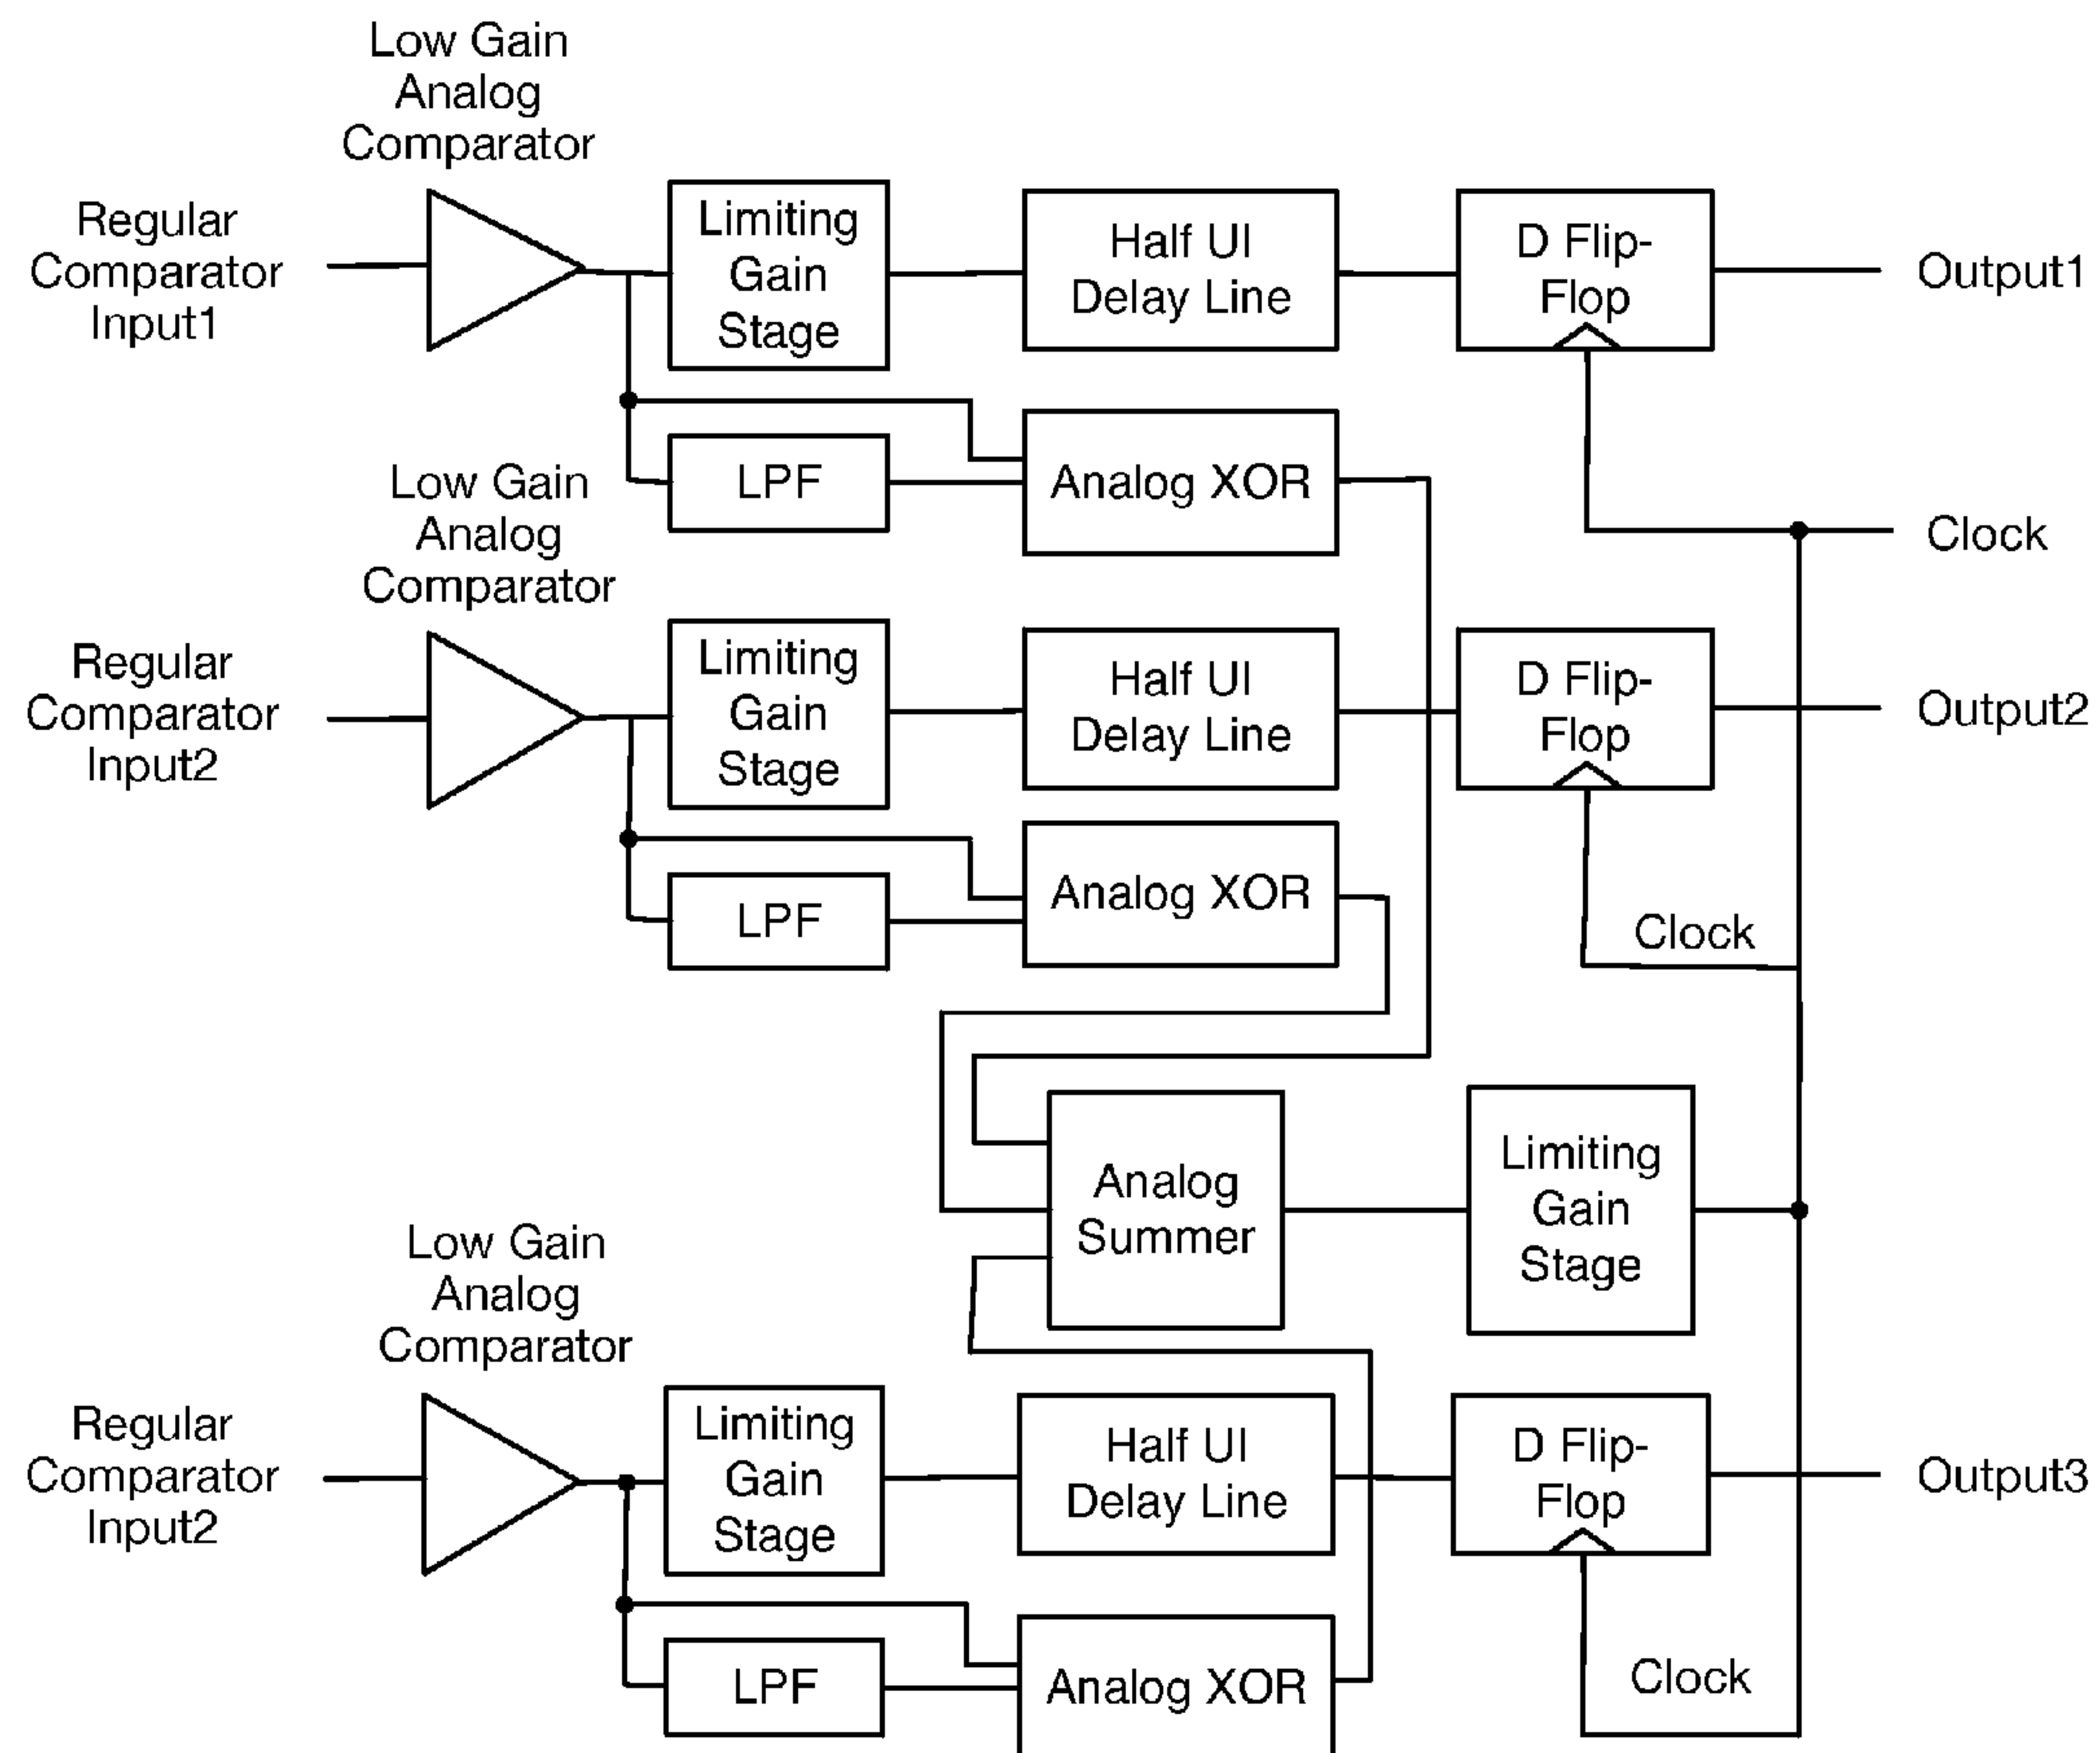 Low Gain
Analog
Comparator
Regular
Comparator
Input1
Limiting
Gain
Stage
Half UI
Delay Line
D Flip-
Flop
Output1
LPF
Analog XOR
Clock
Low Gain
Analog
Comparator
Regular
Comparator
Input2
Limiting
Gain
Stage
Half UI
Delay Line
D Flip-
Flop
Output2
LPF
Analog XOR
Clock
Analog
Summer
Limiting
Gain
Stage
Low Gain
Analog
Comparator
Regular
Comparator
Input2
Limiting
Gain
Stage
Half UI
Delay Line
D Flip-
Flop
Output3
LPF
Analog XOR
Clock